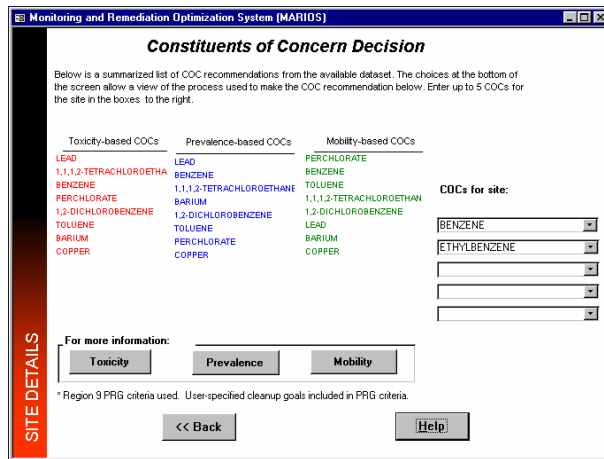 Monitoring and Remediation Optimization System (MARIOS)
Constituents of Concern Decision
Below is a summarized list of COC recommendations from the available dataset. The choices at the bottom of
the screen allow a view of the process used to make the COC recommendation below. Enter up to 5 COCs for
the site in the boxes to the right.
Toxicity-based COCs
LEAD
1,1,1,2-TETRACHLOROETHA
BENZENE
PERCHLORATE
1,2-DICHLOROBENZENE
TOLUENE
BARIUM
COPPER
Prevalence-based COCs
LEAD
BENZENE
1,1,1,2-TETRACHLOROETHANE
BARIUM
1,2-DICHLOROBENZENE
TOLUENE
PERCHLORATE
COPPER
Mobility-based COCs
PERCHLORATE
BENZENE
TOLUENE
1,1,1,2-TETRACHLOROETHAN
1,2-DICHLOROBENZENE
LEAD
BARIUM
COPPER
COCs for site:
BENZENE
ETHYLBENZENE
For more information:
Toxicity
Prevalence
Mobility
* Region 9 PRG criteria used. User-specified cleanup goals included in PRG criteria.
<< Back
Help
SITE DETAILS